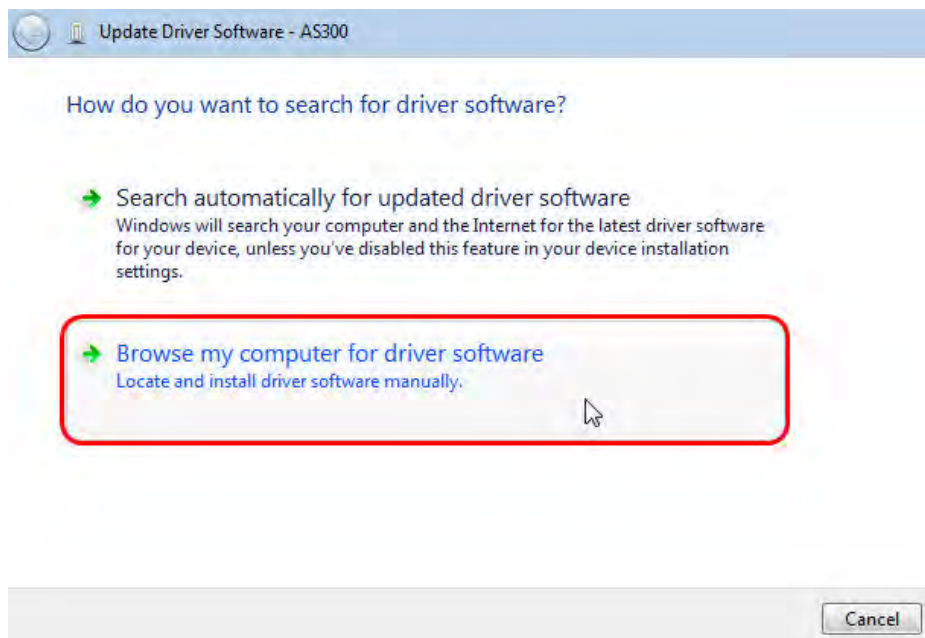 Update Driver Software - AS300
How do you want to search for driver software?
Search automatically for updated driver software
Windows will search your computer and the Internet for the latest driver software
for your device, unless you've disabled this feature in your device installation
settings.
Browse my computer for driver software
Locate and install driver software manually.
Cancel